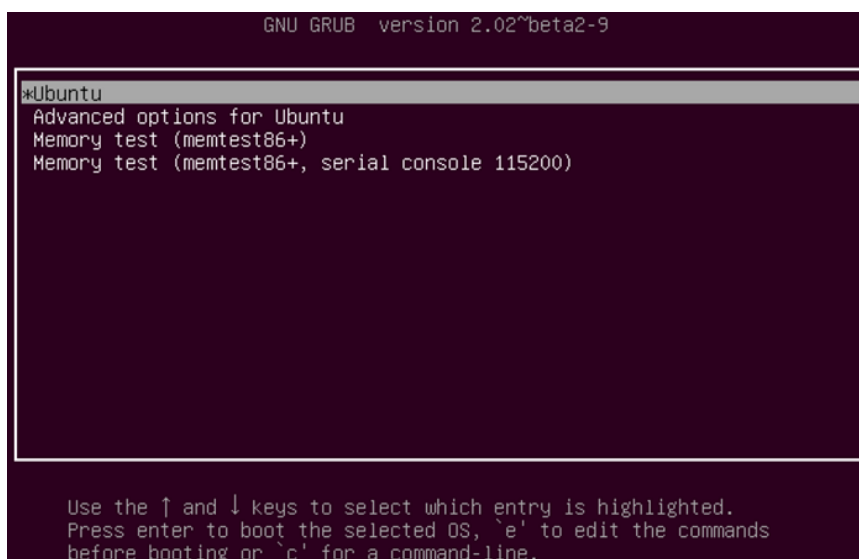 GNU GRUB version 2.02~beta2-9
*Ubuntu
Advanced options for Ubuntu
Memory test (memtest86+)
Memory test (memtest86+, serial console 115200)
Use the ↑ and ↓ keys to select which entry is highlighted.
Press enter to boot the selected OS, `e' to edit the commands
before booting or `c' for a command-line.